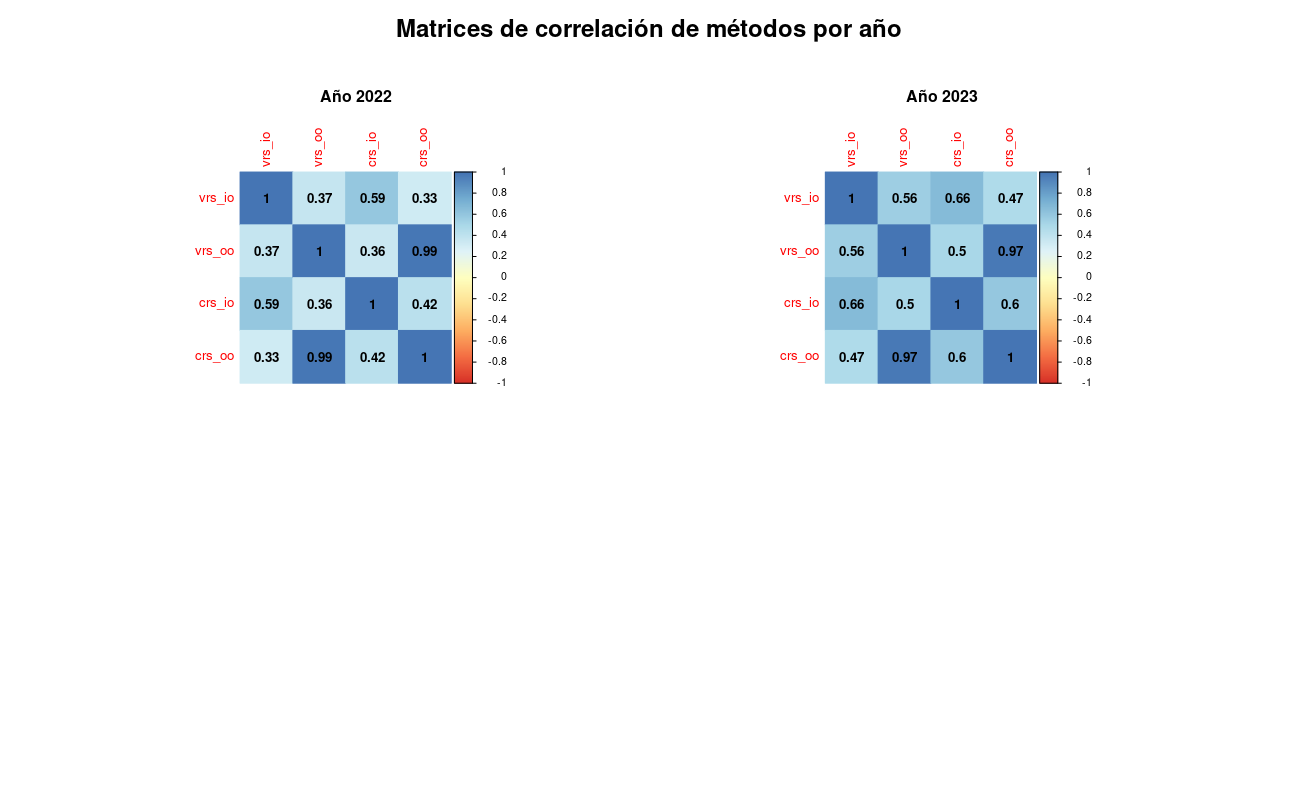 Matrices de correlación de métodos por año
Año 2022
vrs_io vrs_oo crs_io crs_oo
vrs_io 1 0.37 0.59 0.33
vrs_oo 0.37 1 0.36 0.99
crs_io 0.59 0.36 1 0.42
crs_oo 0.33 0.99 0.42 1
1
0.8
0.6
0.4
0.2
0
-0.2
-0.4
-0.6
-0.8
-1
Año 2023
vrs_io vrs_oo crs_io crs_oo
vrs_io 1 0.56 0.66 0.47
vrs_oo 0.56 1 0.5 0.97
crs_io 0.66 0.5 1 0.6
crs_oo 0.47 0.97 0.6 1
1
0.8
0.6
0.4
0.2
0
-0.2
-0.4
-0.6
-0.8
-1